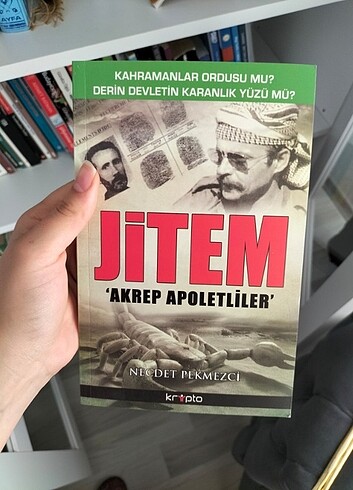 KAHRAMANLAR ORDUSU MU?
DERİN DEVLETİN KARANLIK YÜZÜ MÜ?
JİTEM
'AKREP APOLETLİLER'
NECDET PEKMEZCİ
kripto